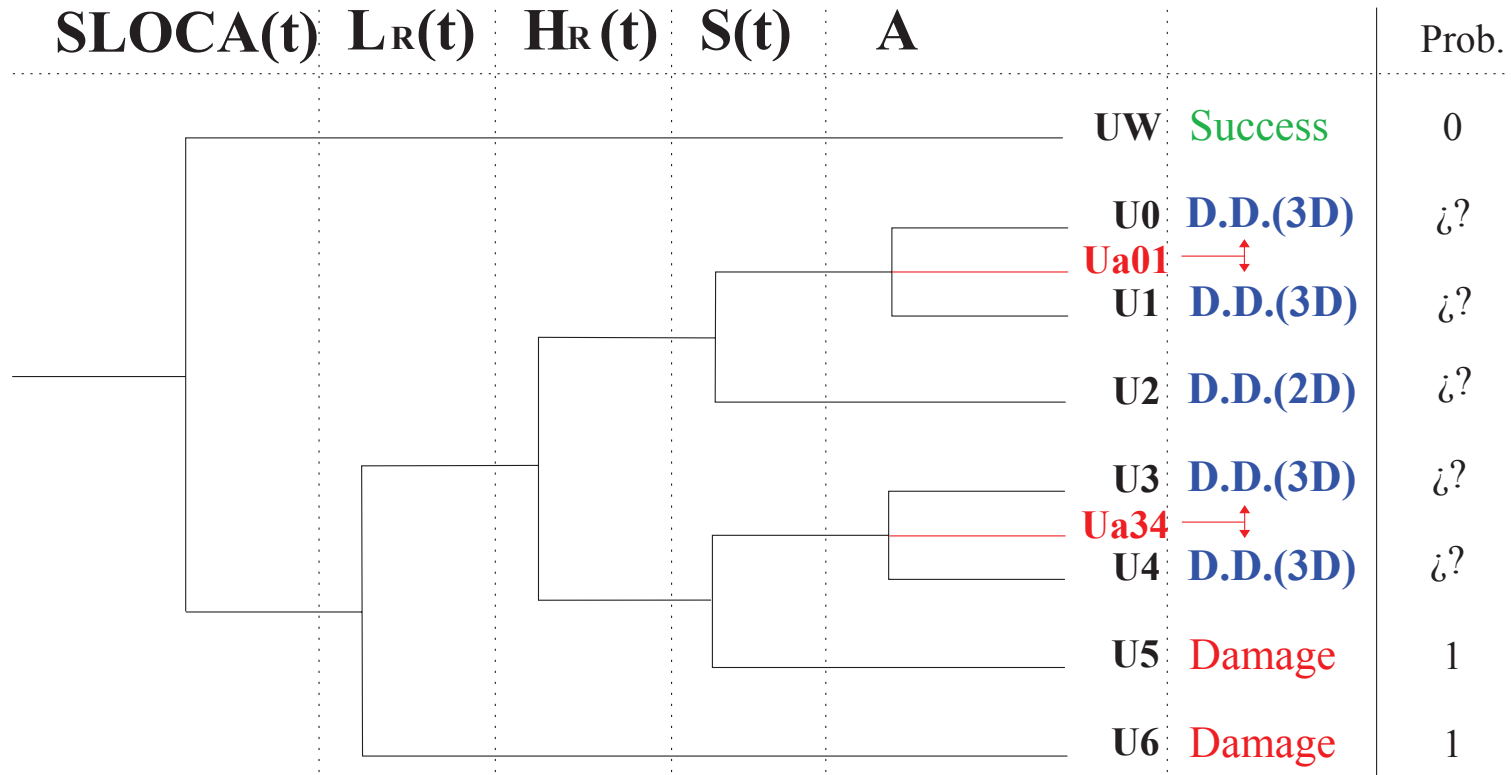 SLOCA(t) LR(t) HR (t) S(t) A Prob.
UW Success 0
U0 D.D.(3D) ¿?
Ua01
U1 D.D.(3D) ¿?
U2 D.D.(2D) ¿?
U3 D.D.(3D) ¿?
Ua34
U4 D.D.(3D) ¿?
U5 Damage 1
U6 Damage 1